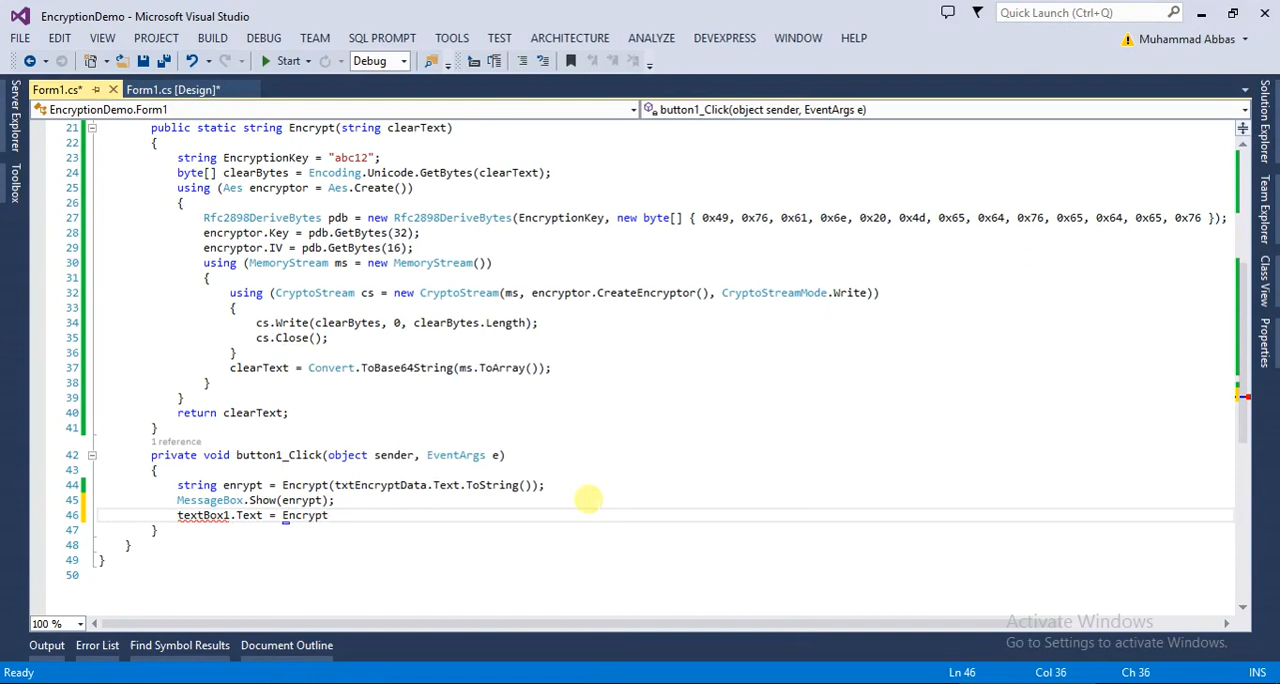 EncryptionDemo - Microsoft Visual Studio
Quick Launch (Ctrl+Q)
FILE EDIT VIEW PROJECT BUILD DEBUG TEAM SQL PROMPT TOOLS TEST ARCHITECTURE ANALYZE DEVEXPRESS WINDOW HELP
Muhammad Abbas
Start Debug
Form1.cs* Form1.cs [Design]*
EncryptionDemo.Form1 button1_Click(object sender, EventArgs e)
Server Explorer
Toolbox
Solution Explorer
Team Explorer
Class View
Properties
21 public static string Encrypt(string clearText)
22 {
23 string EncryptionKey = "abc12";
24 byte[] clearBytes = Encoding.Unicode.GetBytes(clearText);
25 using (Aes encryptor = Aes.Create())
26 {
27 Rfc2898DeriveBytes pdb = new Rfc2898DeriveBytes(EncryptionKey, new byte[] { 0x49, 0x76, 0x61, 0x6e, 0x20, 0x4d, 0x65, 0x64, 0x76, 0x65, 0x64, 0x65, 0x76 });
28 encryptor.Key = pdb.GetBytes(32);
29 encryptor.IV = pdb.GetBytes(16);
30 using (MemoryStream ms = new MemoryStream())
31 {
32 using (CryptoStream cs = new CryptoStream(ms, encryptor.CreateEncryptor(), CryptoStreamMode.Write))
33 {
34 cs.Write(clearBytes, 0, clearBytes.Length);
35 cs.Close();
36 }
37 clearText = Convert.ToBase64String(ms.ToArray());
38 }
39 }
40 return clearText;
41 }
1 reference
42 private void button1_Click(object sender, EventArgs e)
43 {
44 string enrypt = Encrypt(txtEncryptData.Text.ToString());
45 MessageBox.Show(enrypt);
46 textBox1.Text = Encrypt
47 }
48 }
49 }
50
100 %
Activate Windows
Go to Settings to activate Windows.
Output Error List Find Symbol Results Document Outline
Ready Ln 46 Col 36 Ch 36 INS